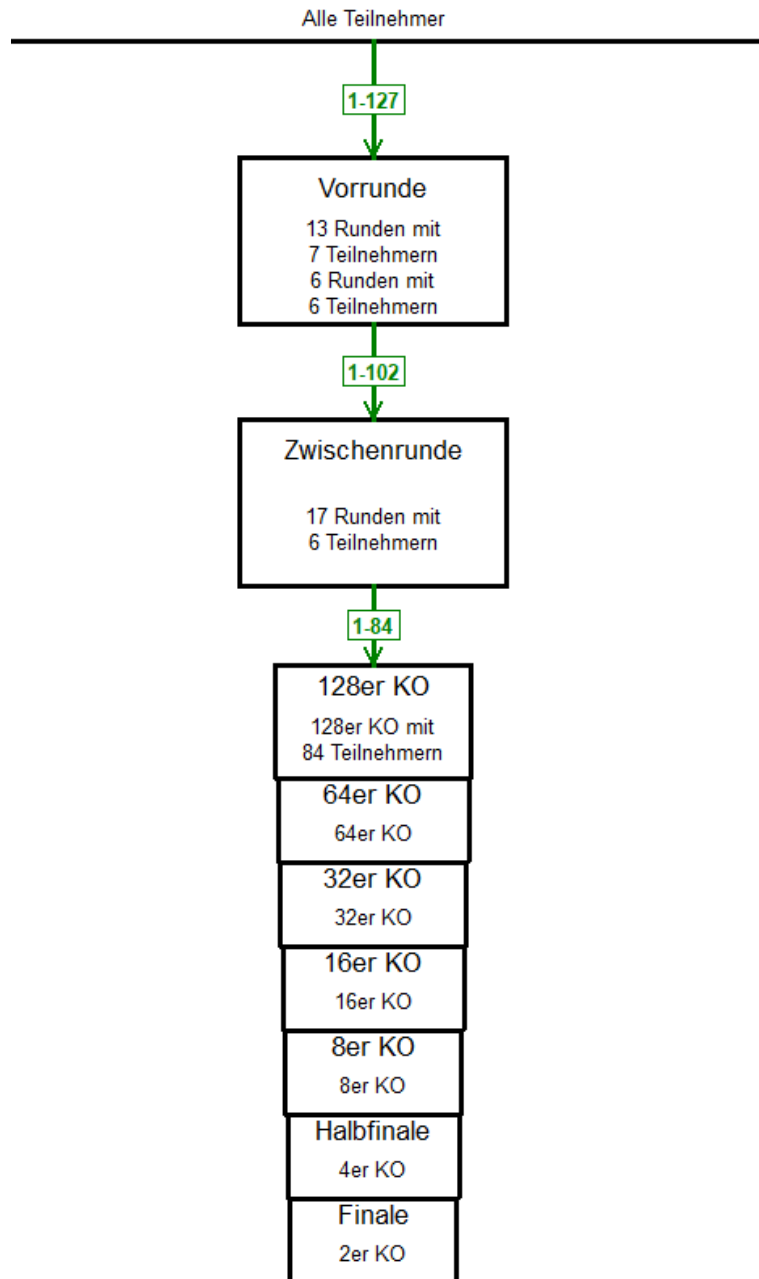 Alle Teilnehmer
1-127
Vorrunde
13 Runden mit
7 Teilnehmern
6 Runden mit
6 Teilnehmern
1-102
Zwischenrunde
17 Runden mit
6 Teilnehmern
1-84
128er KO
128er KO mit
84 Teilnehmern
64er KO
64er KO
32er KO
32er KO
16er KO
16er KO
8er KO
8er KO
Halbfinale
4er KO
Finale
2er KO